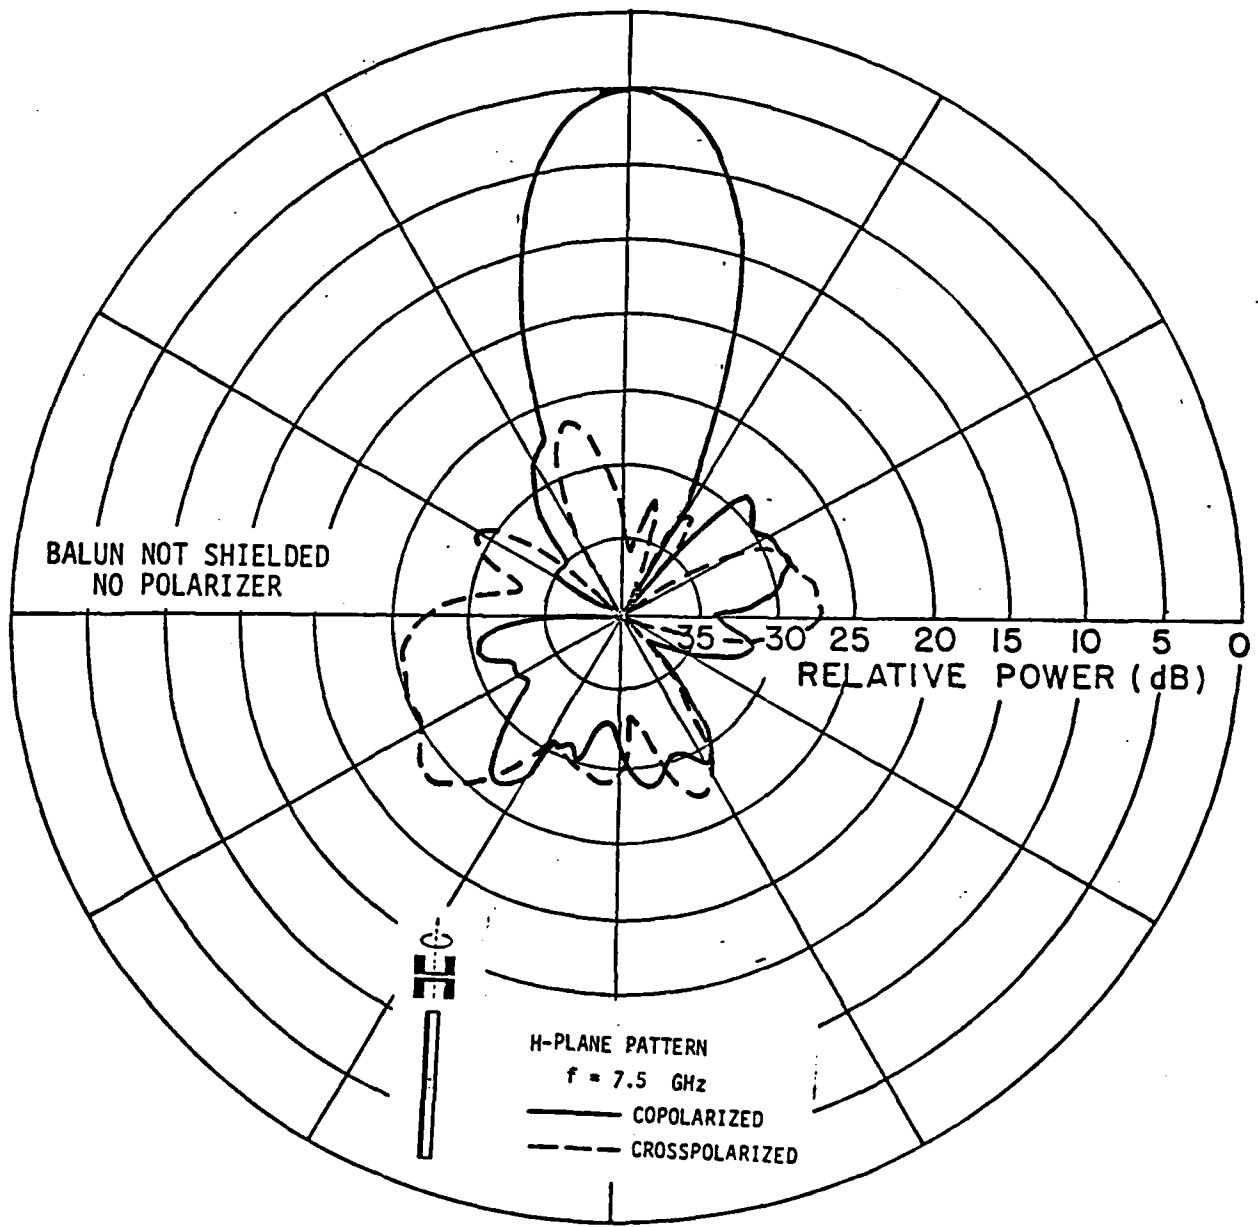 BALUN NOT SHIELDED
NO POLARIZER
35 30 25 20 15 10 5 0
RELATIVE POWER (dB)
H-PLANE PATTERN
f = 7.5 GHz
COPOLARIZED
CROSSPOLARIZED